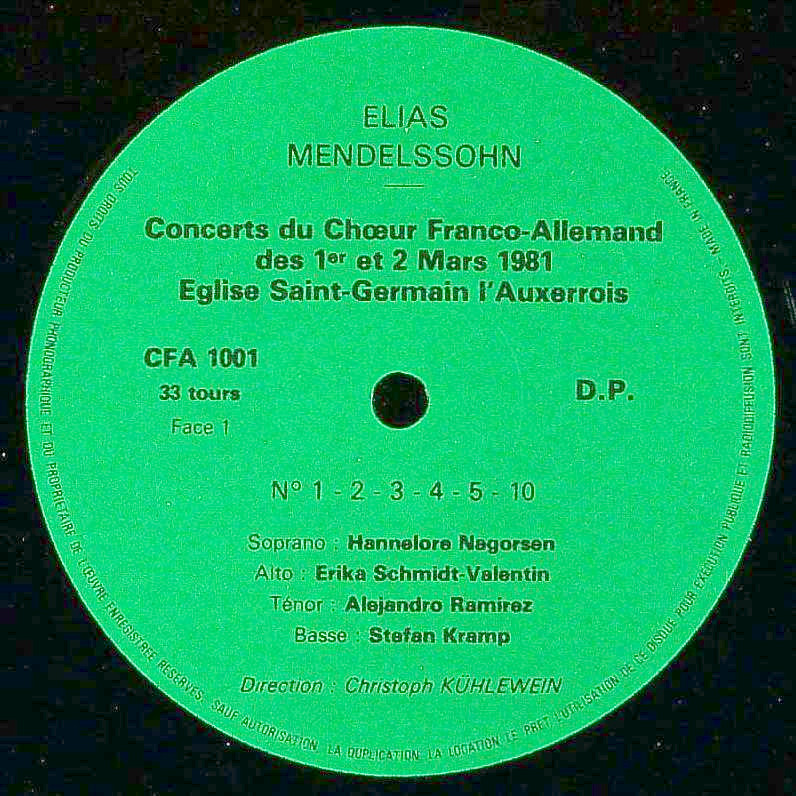 ELIAS
MENDELSSOHN
Concerts du Chœur Franco-Allemand
des 1er et 2 Mars 1981
Eglise Saint-Germain l'Auxerrois
CFA 1001
33 tours
Face 1
D.P.
N° 1 - 2 - 3 - 4 - 5 - 10
Soprano : Hannelore Nagorsen
Alto : Erika Schmidt-Valentin
Ténor : Alejandro Ramirez
Basse : Stefan Kramp
Direction : Christoph KÜHLEWEIN
TOUS DROITS DU PRODUCTEUR PHONOGRAPHIQUE ET DU PROPRIETAIRE DE L'ŒUVRE ENREGISTREE RESERVES. SAUF AUTORISATION, LA DUPLICATION, LA LOCATION, LE PRET, L'UTILISATION DE CE DISQUE POUR EXECUTION PUBLIQUE ET RADIODIFFUSION SONT INTERDITS - MADE IN FRANCE